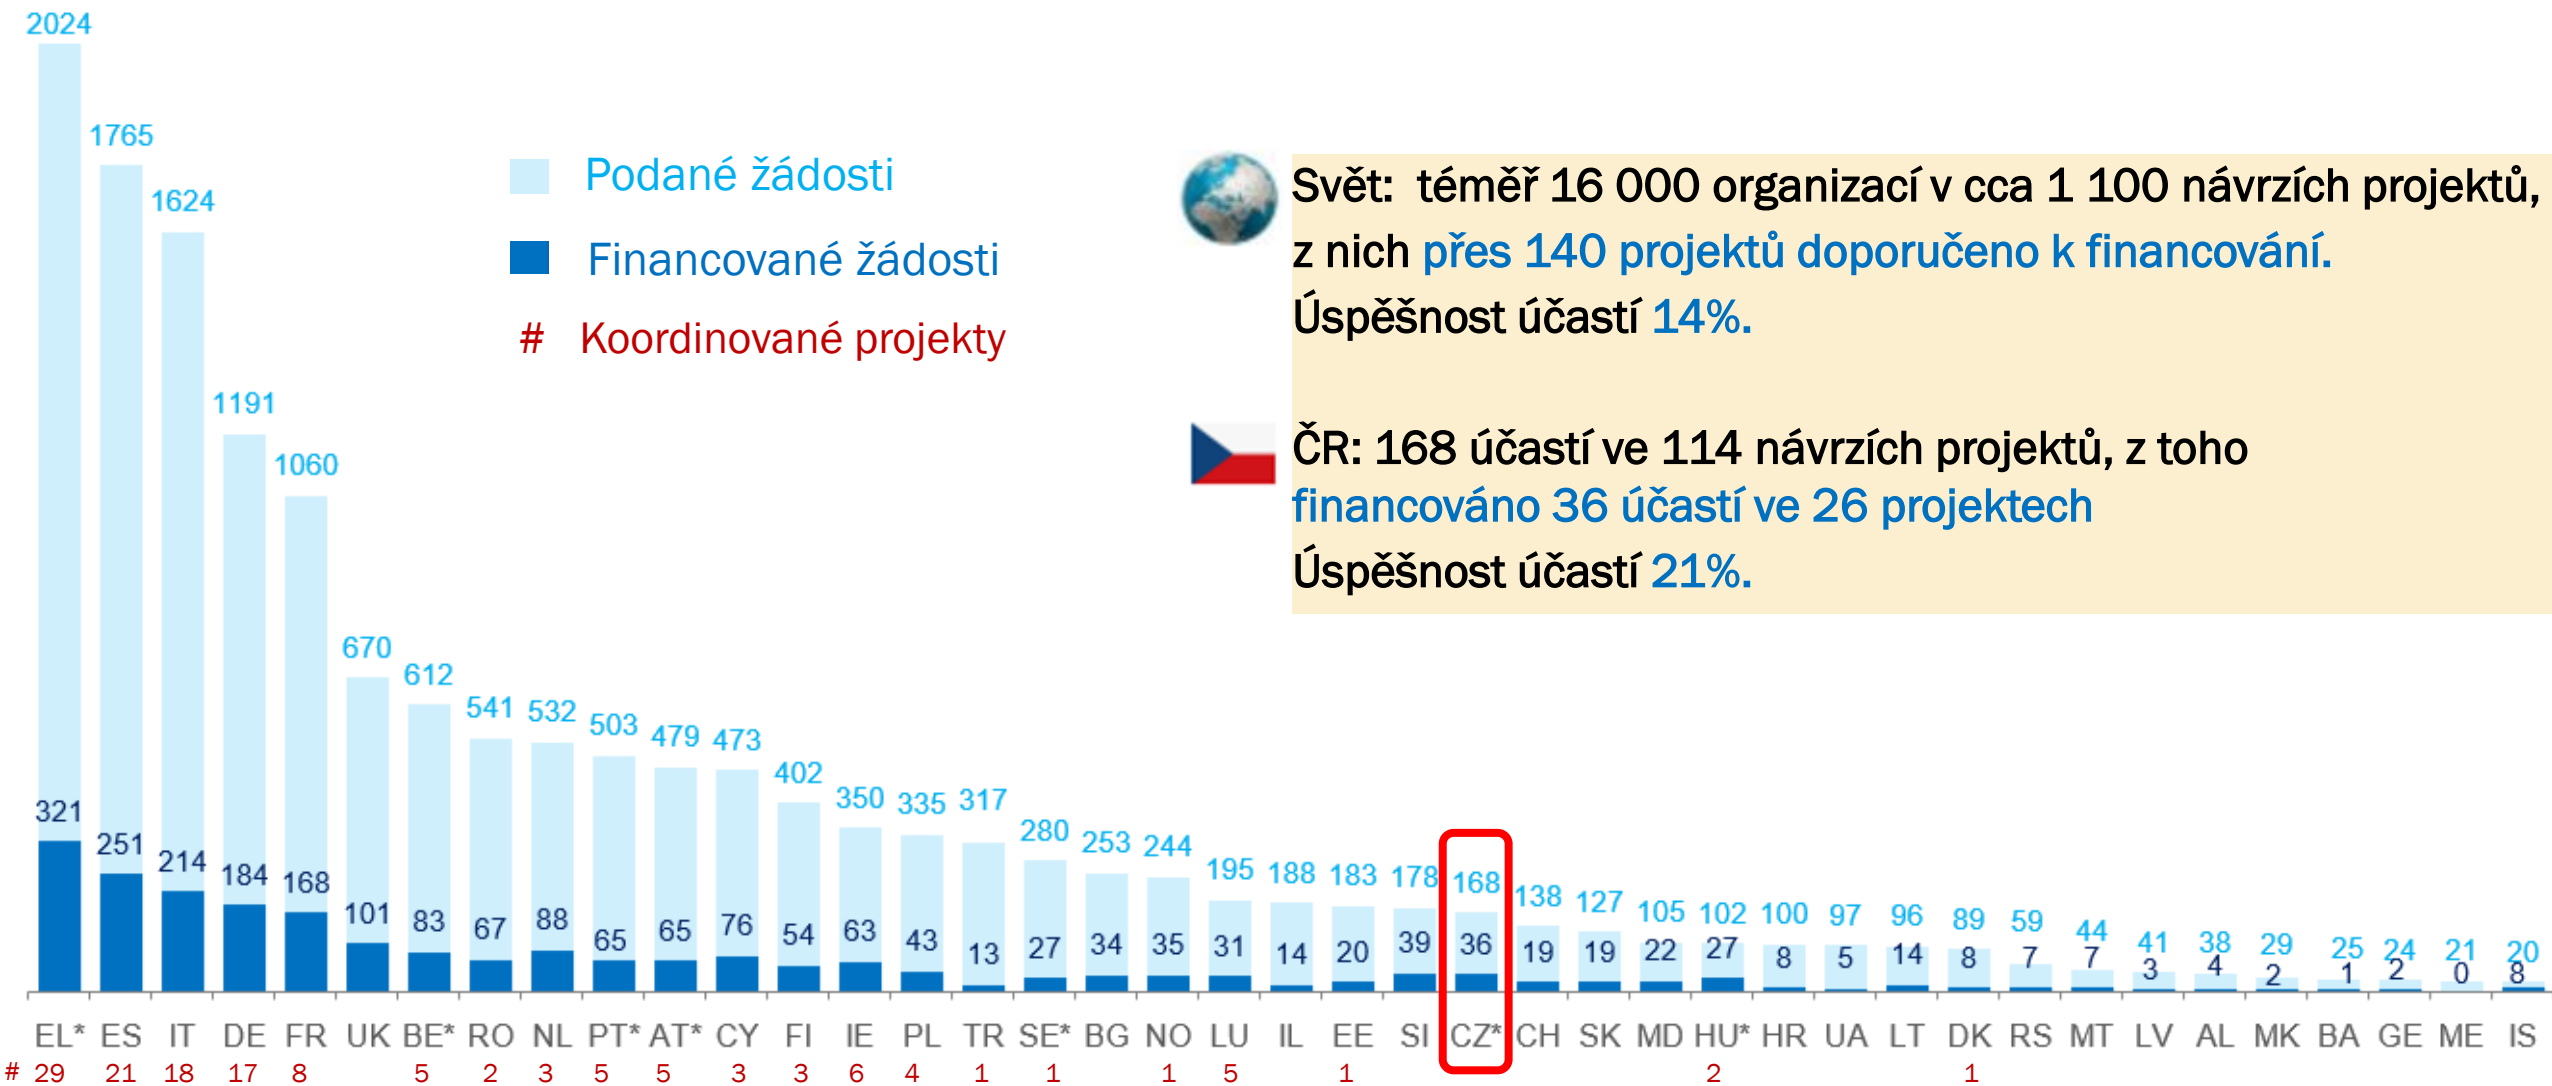 2024
1765
1624
1191
1060
670
612
541 532 503 479 473
402
350 335 317
280 253 244
195 188 183 178 168 138 127 105 102 100 97 96 89 59 44 41 38 29 25 24 21 20
321
251 214 184 168
101 83 67 88 65 65 76 54 63 43 13 27 34 35 31 14 20 39 36 19 19 22 27 8 5 14 8 7 7 3 4 2 1 2 0 8
Podané žádosti
Financované žádosti
# Koordinované projekty
Svět: téměř 16 000 organizací v cca 1 100 návrzích projektů,
z nich přes 140 projektů doporučeno k financování.
Úspěšnost účastí 14%.
ČR: 168 účastí ve 114 návrzích projektů, z toho
financováno 36 účastí ve 26 projektech
Úspěšnost účastí 21%.
EL* ES IT DE FR UK BE* RO NL PT* AT* CY FI IE PL TR SE* BG NO LU IL EE SI CZ* CH SK MD HU* HR UA LT DK RS MT LV AL MK BA GE ME IS
# 29 21 18 17 8 5 2 3 5 5 3 3 6 4 1 1 1 5 1 2 1